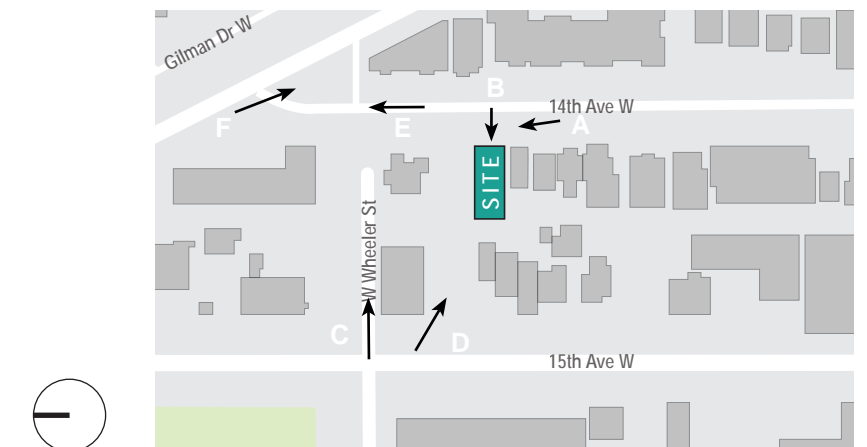 Gilman Dr W
B
14th Ave W
A
E
F
SITE
W Wheeler St
C
D
15th Ave W